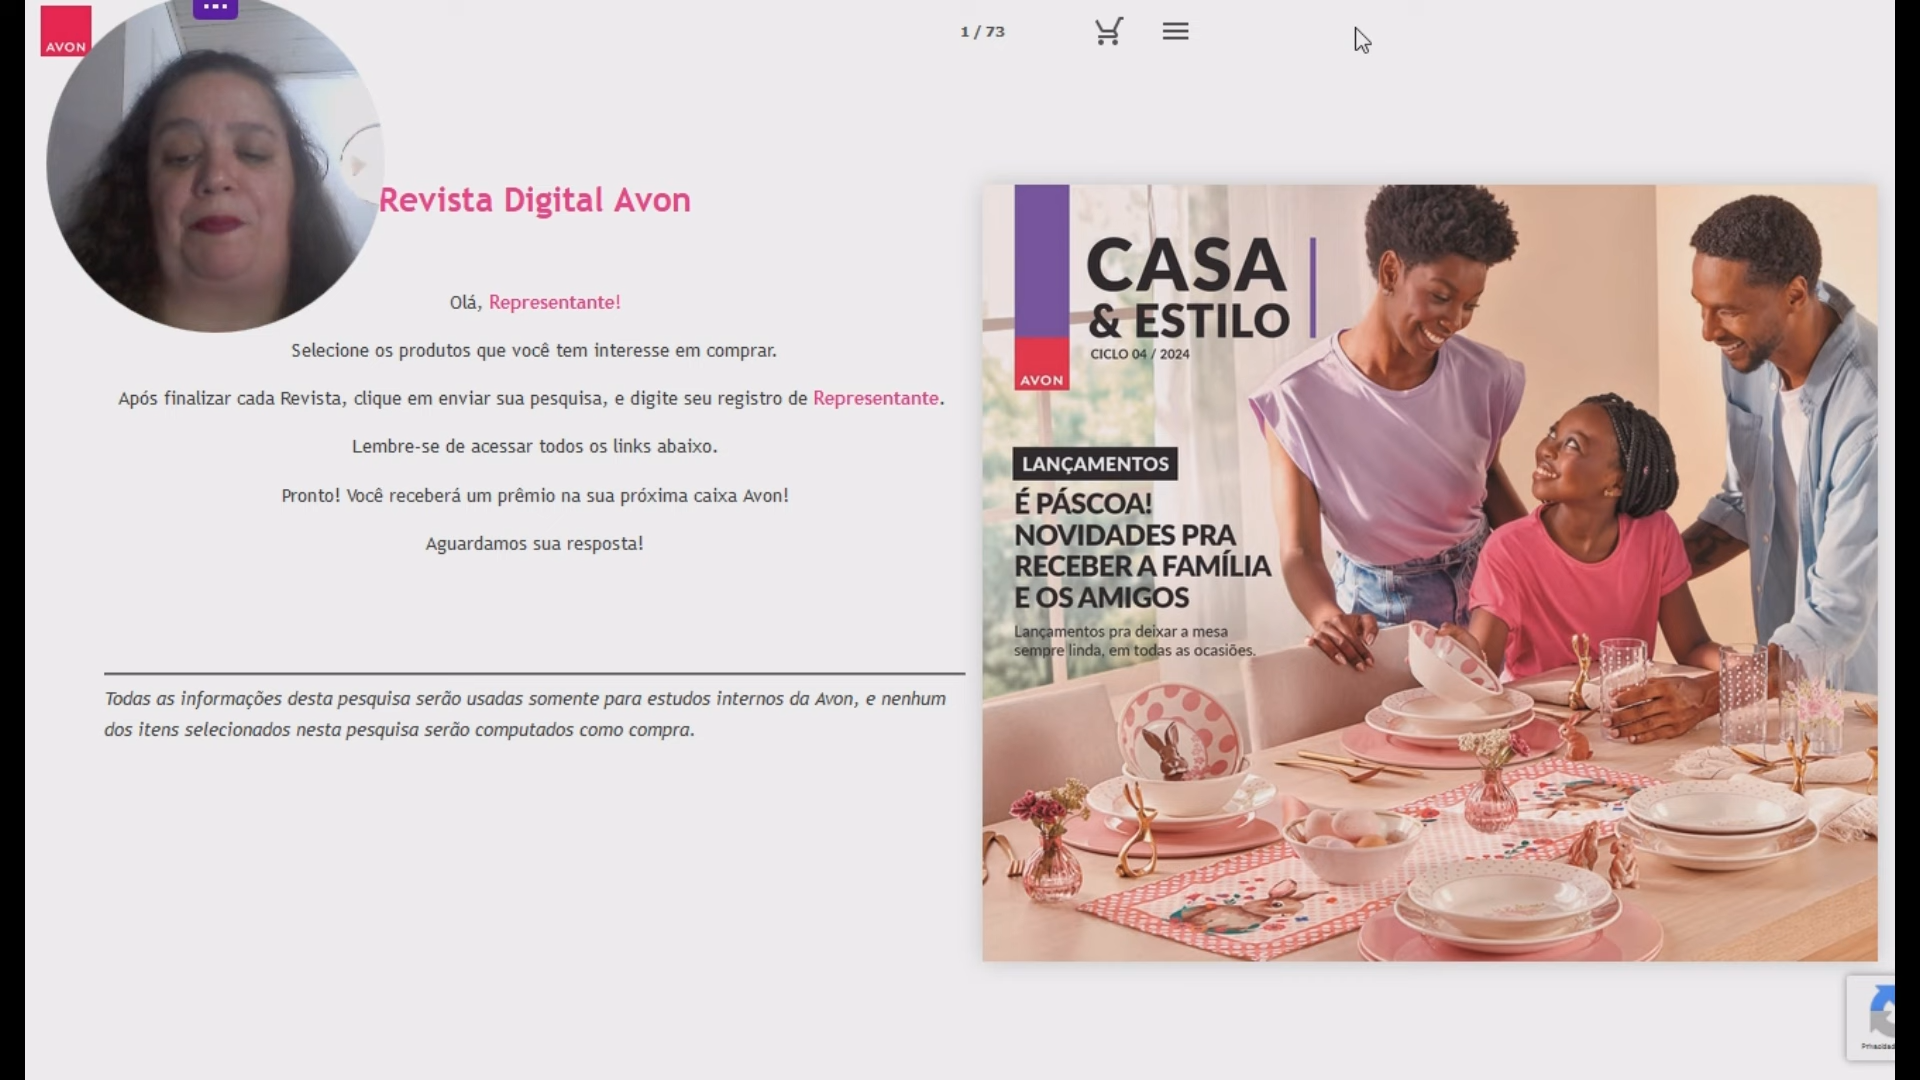 AVON
1 / 73
Revista Digital Avon
Olá, Representante!
Selecione os produtos que você tem interesse em comprar.
Após finalizar cada Revista, clique em enviar sua pesquisa, e digite seu registro de Representante.
Lembre-se de acessar todos os links abaixo.
Pronto! Você receberá um prêmio na sua próxima caixa Avon!
Aguardamos sua resposta!
Todas as informações desta pesquisa serão usadas somente para estudos internos da Avon, e nenhum
dos itens selecionados nesta pesquisa serão computados como compra.
CASA
& ESTILO
CICLO 04 / 2024
AVON
LANÇAMENTOS
É PÁSCOA!
NOVIDADES PRA
RECEBER A FAMÍLIA
E OS AMIGOS
Lançamentos pra deixar a mesa
sempre linda, em todas as ocasiões.